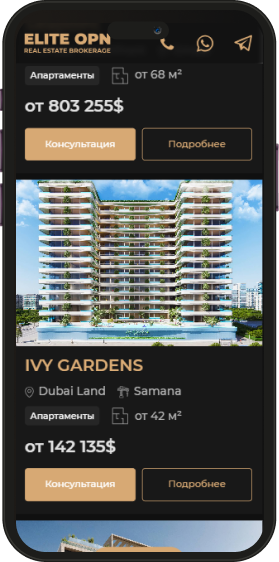 ELITE OPN
REAL ESTATE BROKERAGE
Апартаменты от 68 м²
от 803 255$
Консультация Подробнее
IVY GARDENS
Dubai Land Samana
Апартаменты от 42 м²
от 142 135$
Консультация Подробнее